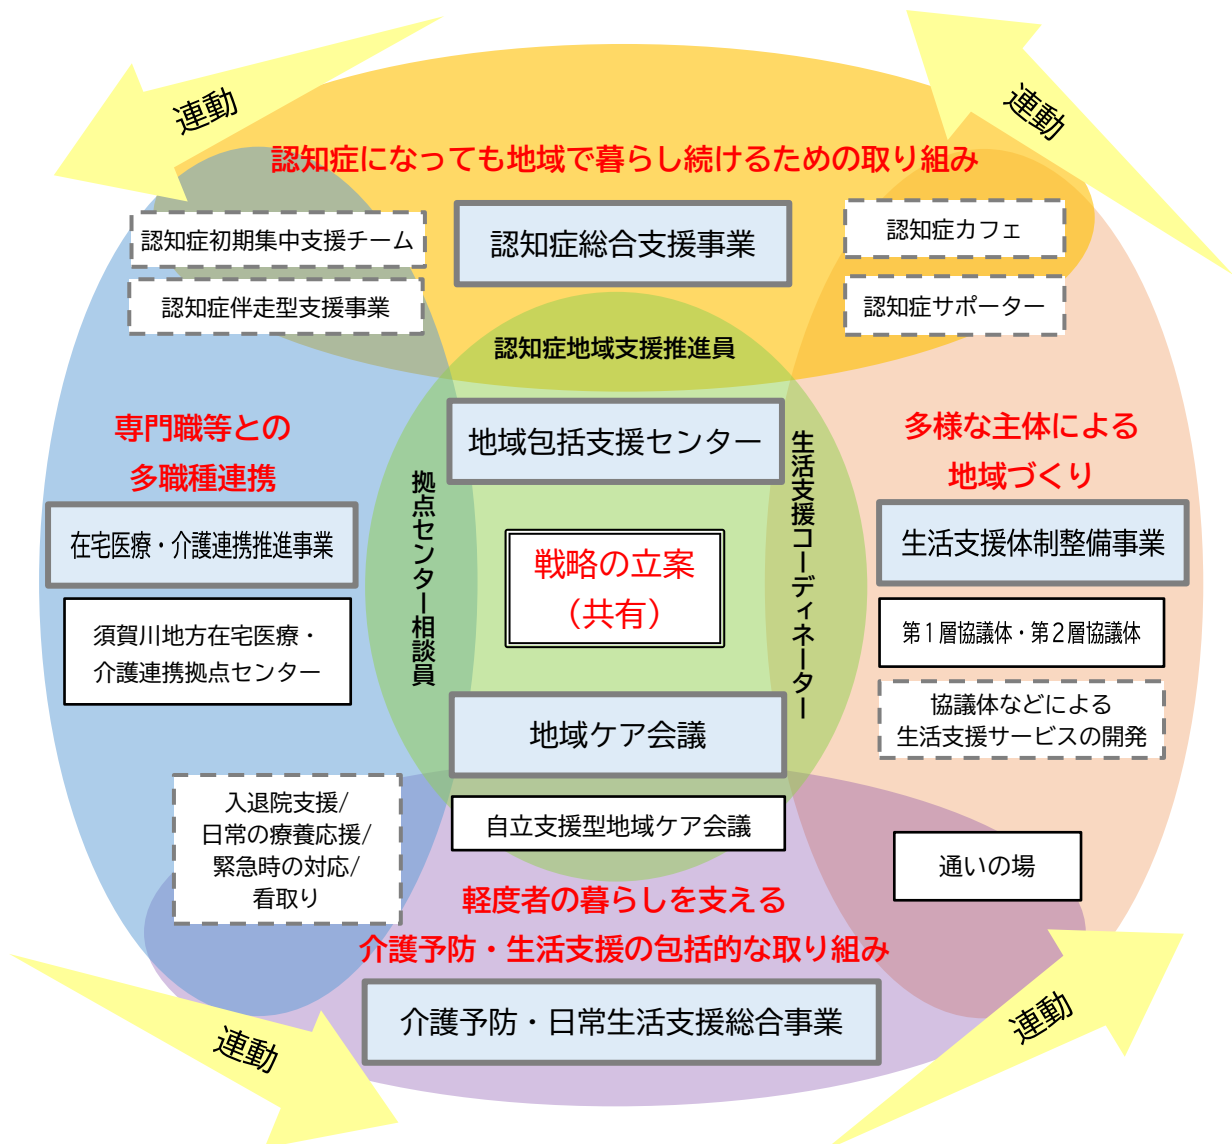 連動
連動
認知症になっても地域で暮らし続けるための取り組み
認知症初期集中支援チーム
認知症伴走型支援事業
認知症総合支援事業
認知症カフェ
認知症サポーター
認知症地域支援推進員
専門職等との
多職種連携
在宅医療・介護連携推進事業
須賀川地方在宅医療・
介護連携拠点センター
拠点センター相談員
地域包括支援センター
戦略の立案
（共有）
地域ケア会議
自立支援型地域ケア会議
生活支援コーディネーター
多様な主体による
地域づくり
生活支援体制整備事業
第１層協議体・第２層協議体
協議体などによる
生活支援サービスの開発
入退院支援/
日常の療養応援/
緊急時の対応/
看取り
通いの場
軽度者の暮らしを支える
介護予防・生活支援の包括的な取り組み
介護予防・日常生活支援総合事業
連動
連動